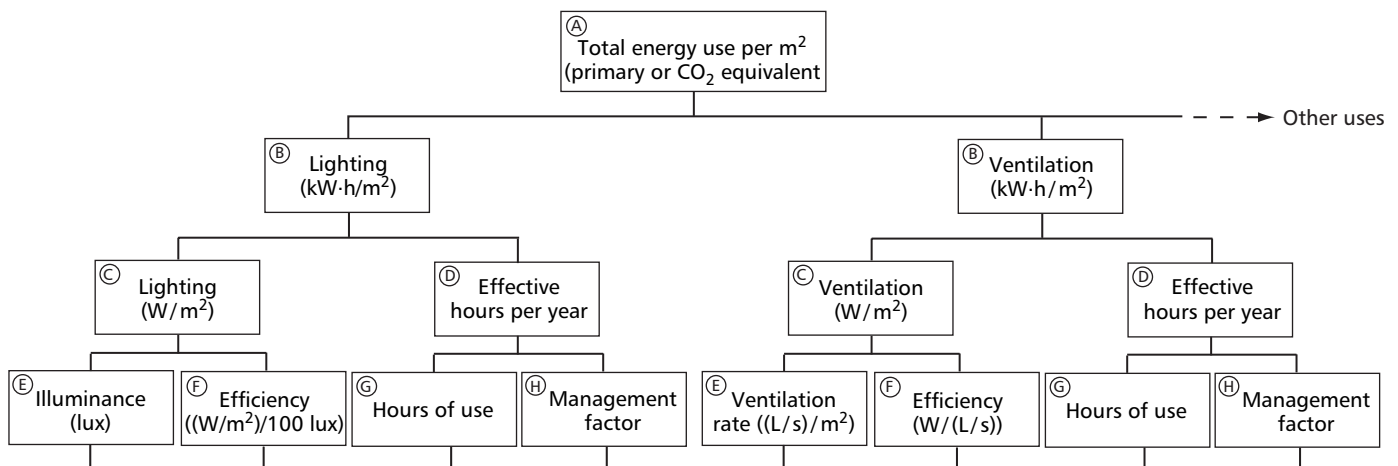 Ⓐ
Total energy use per m²
(primary or CO₂ equivalent
Other uses
Ⓑ
Lighting
(kW·h/m²)
Ⓑ
Ventilation
(kW·h/m²)
Ⓒ
Lighting
(W/m²)
Ⓓ
Effective
hours per year
Ⓒ
Ventilation
(W/m²)
Ⓓ
Effective
hours per year
Ⓔ
Illuminance
(lux)
Ⓕ
Efficiency
((W/m²)/100 lux)
Ⓖ
Hours of use
Ⓗ
Management
factor
Ⓔ
Ventilation
rate ((L/s)/m²)
Ⓕ
Efficiency
(W/(L/s))
Ⓖ
Hours of use
Ⓗ
Management
factor